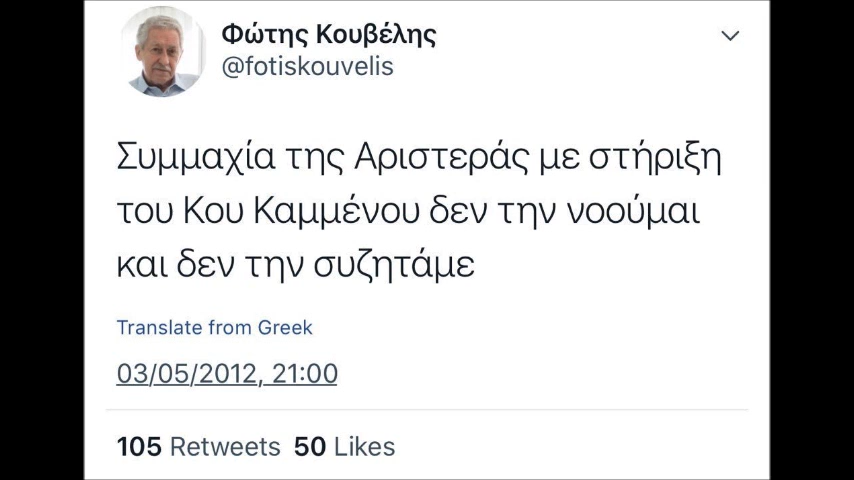 Φώτης Κουβέλης
@fotiskouvelis
Συμμαχία της Αριστεράς με στήριξη
του Κου Καμμένου δεν την νοούμαι
και δεν την συζητάμε
Translate from Greek
03/05/2012, 21:00
105 Retweets 50 Likes